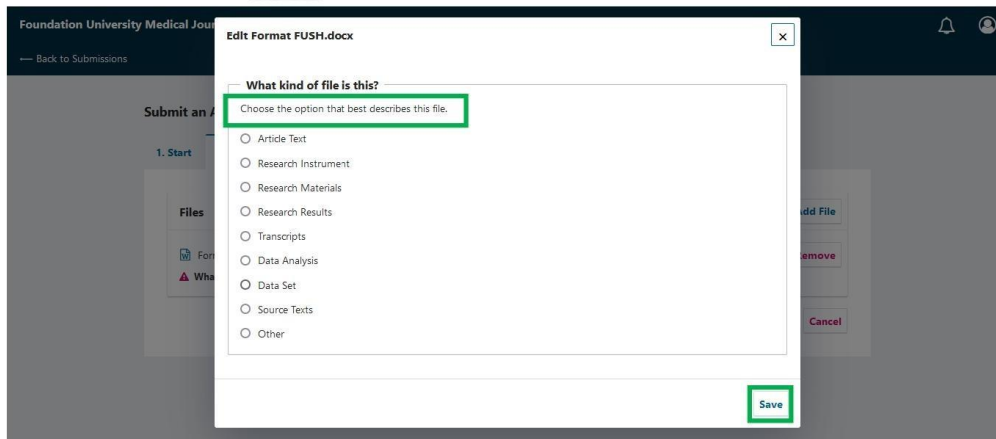 Foundation University Medical Jour
← Back to Submissions
Edit Format FUSH.docx
×
What kind of file is this?
Choose the option that best describes this file.
Article Text
Research Instrument
Research Materials
Research Results
Transcripts
Data Analysis
Data Set
Source Texts
Other
Save
Submit an A
1. Start
Files
Add File
For
Remove
Wha
Cancel